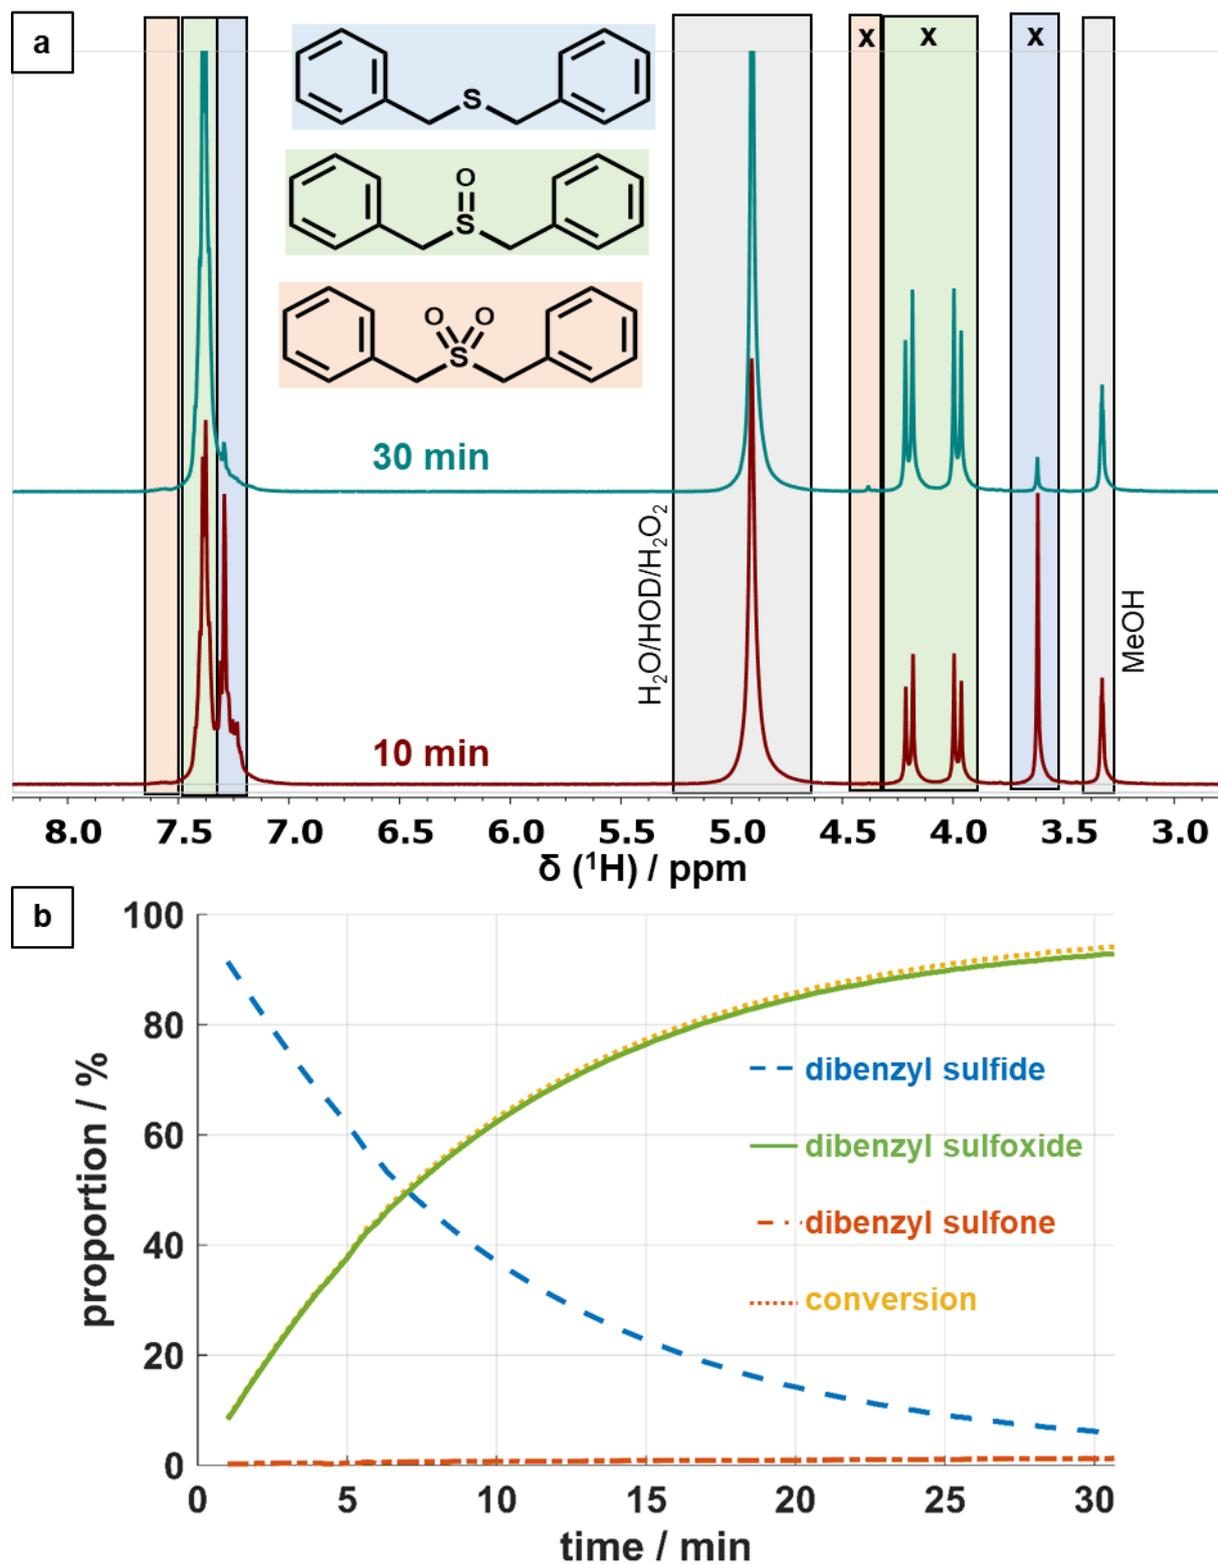 a
x x x
S
O
S
O O
S
30 min
H₂O/HOD/H₂O₂
MeOH
10 min
8.0 7.5 7.0 6.5 6.0 5.5 5.0 4.5 4.0 3.5 3.0
δ (¹H) / ppm
b
100
80
60
40
20
0
proportion / %
dibenzyl sulfide
dibenzyl sulfoxide
dibenzyl sulfone
conversion
0 5 10 15 20 25 30
time / min